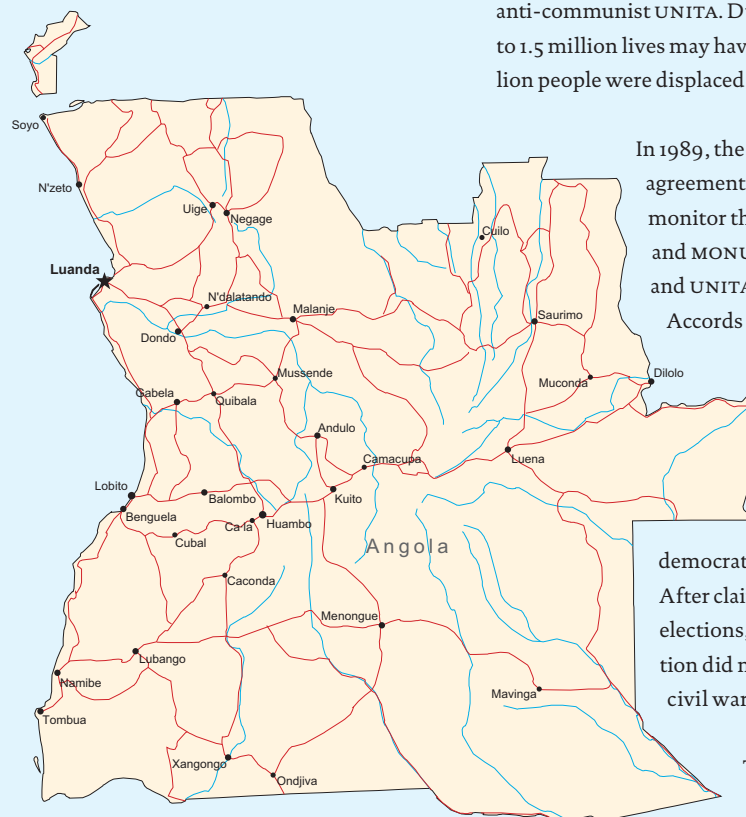 anti-communist UNITA. D
to 1.5 million lives may hav
lion people were displaced
In 1989, the
agreement
monitor th
and MONU
and UNITA
Accords
Soyo
N'zeto
Uige
Negage
Cuilo
Luanda
N'dalatando
Malanje
Saurimo
Dondo
Mussende
Muconda
Dilolo
Gabela
Quibala
Andulo
Camacupa
Luena
Lobito
Balombo
Kuito
Benguela
Ca-la
Huambo
Cubal
Angola
Caconda
Menongue
Lubango
Namibe
Mavinga
Tombua
Xangongo
Ondjiva
democrat
After clai
elections,
tion did n
civil war